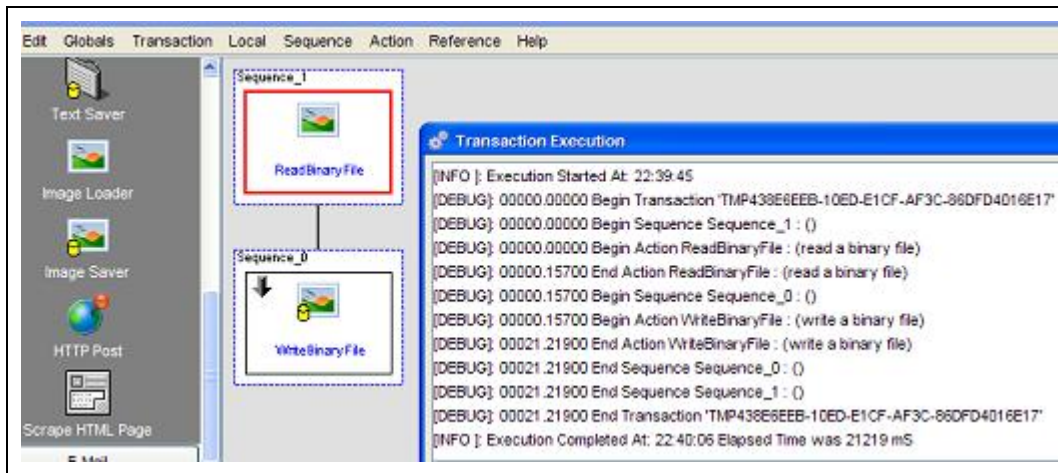 Edit Globals Transaction Local Sequence Action Reference Help
Text Saver
Image Loader
Image Saver
HTTP Post
Scrape HTML Page
E-Mail
Sequence_1
ReadBinaryFile
Sequence_0
WriteBinaryFile
Transaction Execution
[INFO ]: Execution Started At: 22:39:45
[DEBUG]: 00000.00000 Begin Transaction 'TMP438E6EEB-10ED-E1CF-AF3C-86DFD4016E17'
[DEBUG]: 00000.00000 Begin Sequence Sequence_1 : ()
[DEBUG]: 00000.00000 Begin Action ReadBinaryFile : (read a binary file)
[DEBUG]: 00000.15700 End Action ReadBinaryFile : (read a binary file)
[DEBUG]: 00000.15700 Begin Sequence Sequence_0 : ()
[DEBUG]: 00000.15700 Begin Action WriteBinaryFile : (write a binary file)
[DEBUG]: 00021.21900 End Action WriteBinaryFile : (write a binary file)
[DEBUG]: 00021.21900 End Sequence Sequence_0 : ()
[DEBUG]: 00021.21900 End Sequence Sequence_1 : ()
[DEBUG]: 00021.21900 End Transaction 'TMP438E6EEB-10ED-E1CF-AF3C-86DFD4016E17'
[INFO ]: Execution Completed At: 22:40:06 Elapsed Time was 21219 mS